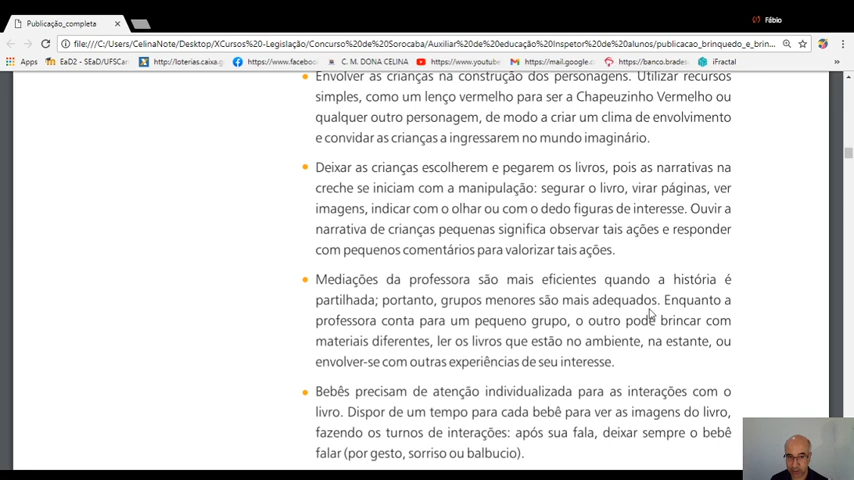 Publicação_completa
Fábio
file:///C:/Users/CelinaNote/Desktop/XCursos%20-Legislação/Concurso%20de%20Sorocaba/Auxiliar%20de%20educação%20Inspetor%20de%20alunos/publicacao_brinquedo_e_brin...
Apps
EaD2 - SEaD/UFSCar
http://loterias.caixa.g
https://www.faceboo
C. M. DONA CELINA
https://www.youtube
https://mail.google.c
https://banco.brades
iFractal
»
Envolver as crianças na construção dos personagens. Utilizar recursos
simples, como um lenço vermelho para ser a Chapeuzinho Vermelho ou
qualquer outro personagem, de modo a criar um clima de envolvimento
e convidar as crianças a ingressarem no mundo imaginário.
Deixar as crianças escolherem e pegarem os livros, pois as narrativas na
creche se iniciam com a manipulação: segurar o livro, virar páginas, ver
imagens, indicar com o olhar ou com o dedo figuras de interesse. Ouvir a
narrativa de crianças pequenas significa observar tais ações e responder
com pequenos comentários para valorizar tais ações.
Mediações da professora são mais eficientes quando a história é
partilhada; portanto, grupos menores são mais adequados. Enquanto a
professora conta para um pequeno grupo, o outro pode brincar com
materiais diferentes, ler os livros que estão no ambiente, na estante, ou
envolver-se com outras experiências de seu interesse.
Bebês precisam de atenção individualizada para as interações com o
livro. Dispor de um tempo para cada bebê para ver as imagens do livro,
fazendo os turnos de interações: após sua fala, deixar sempre o bebê
falar (por gesto, sorriso ou balbucio).